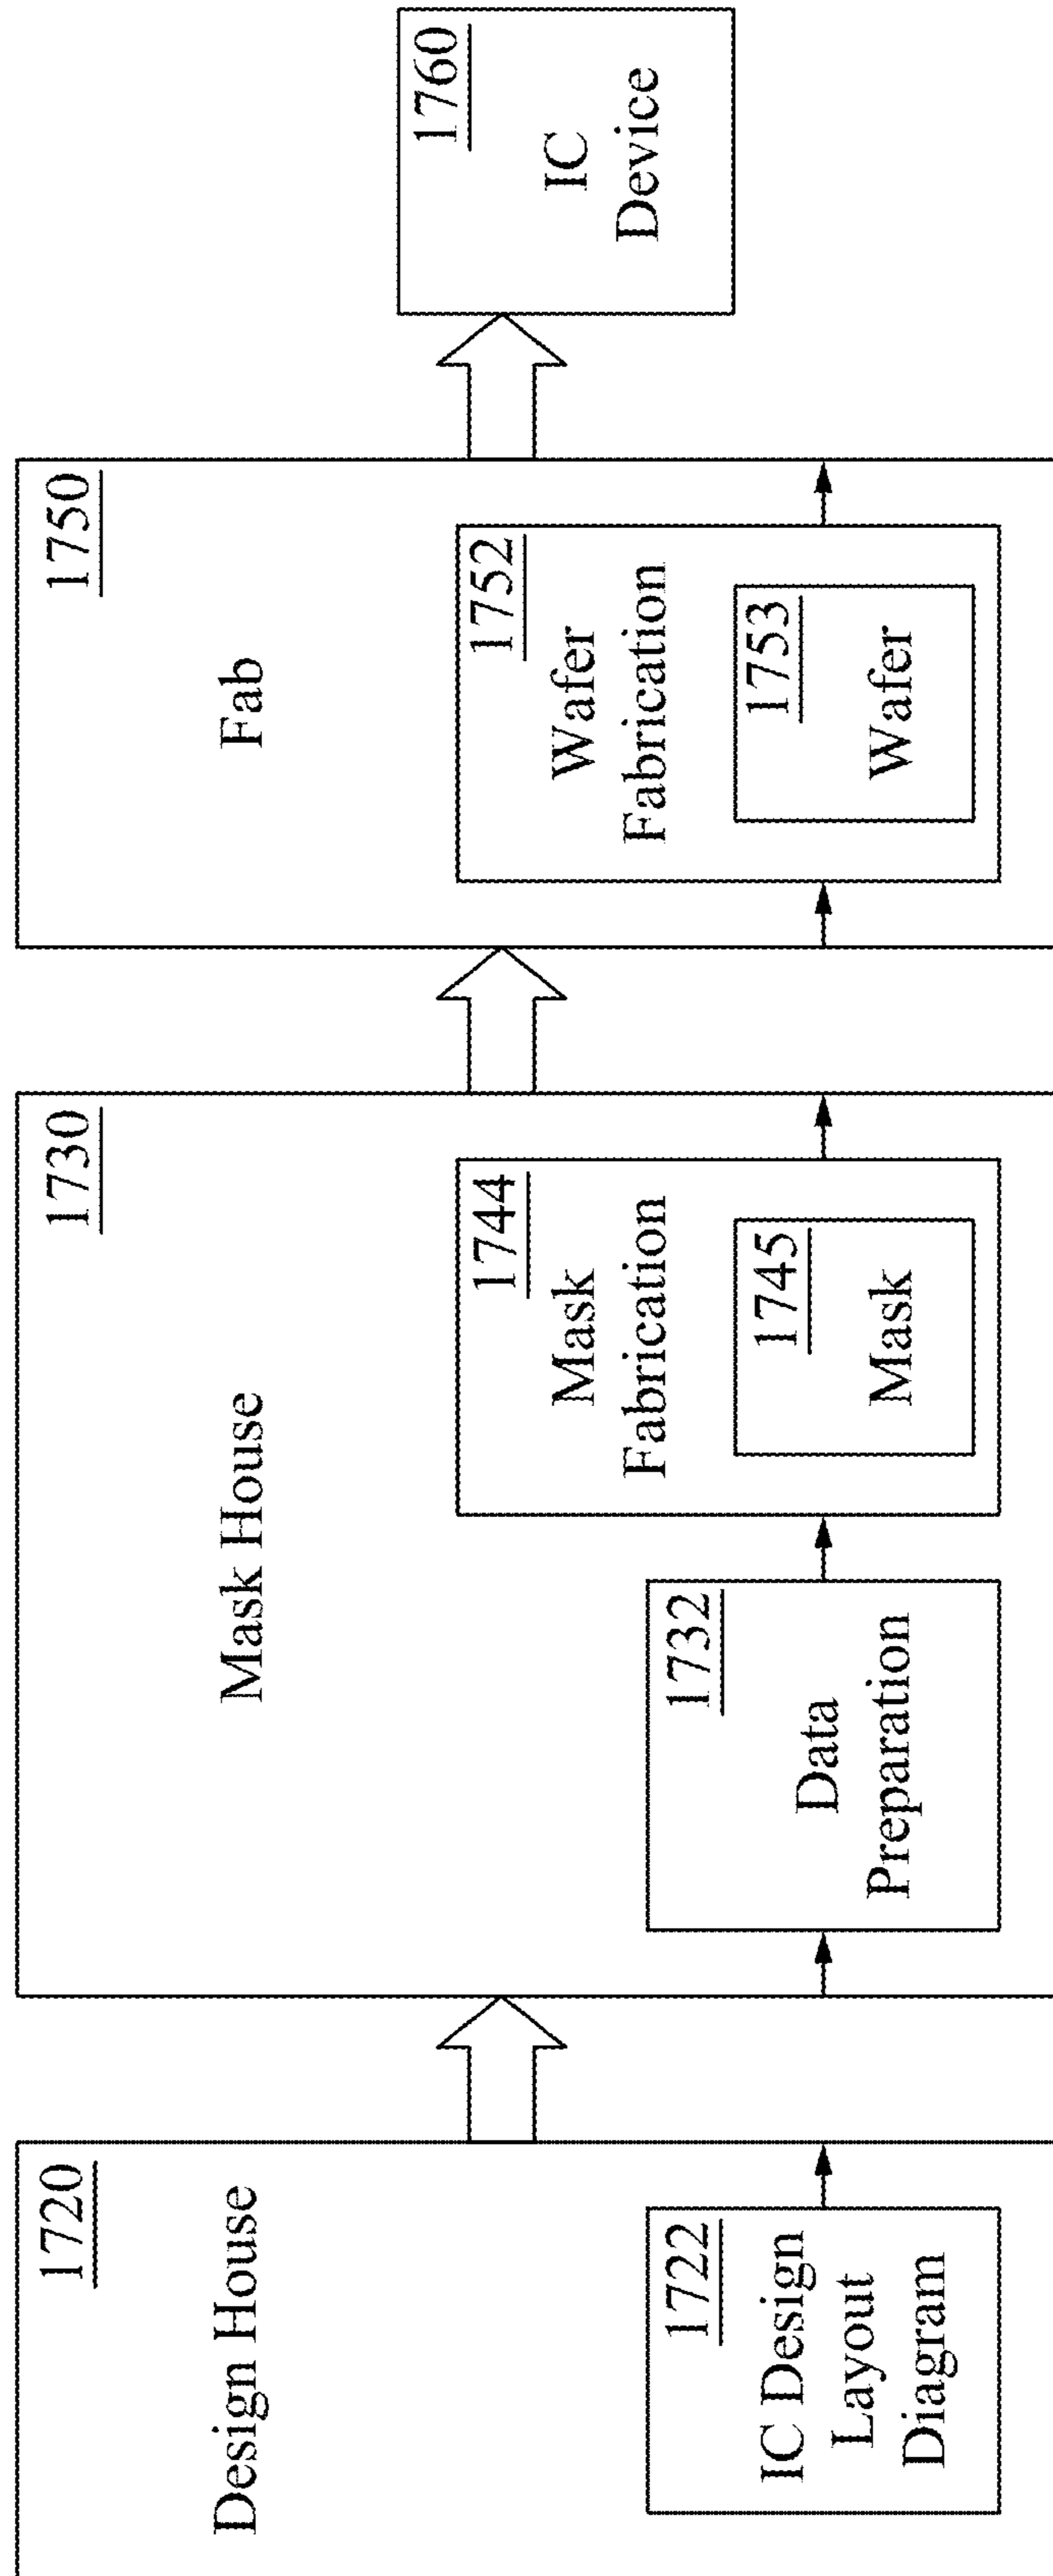 1720
Design House
1722
IC Design
Layout
Diagram
1730
Mask House
1732
Data
Preparation
1744
Mask
Fabrication
1745
Mask
1750
Fab
1752
Wafer
Fabrication
1753
Wafer
1760
IC
Device